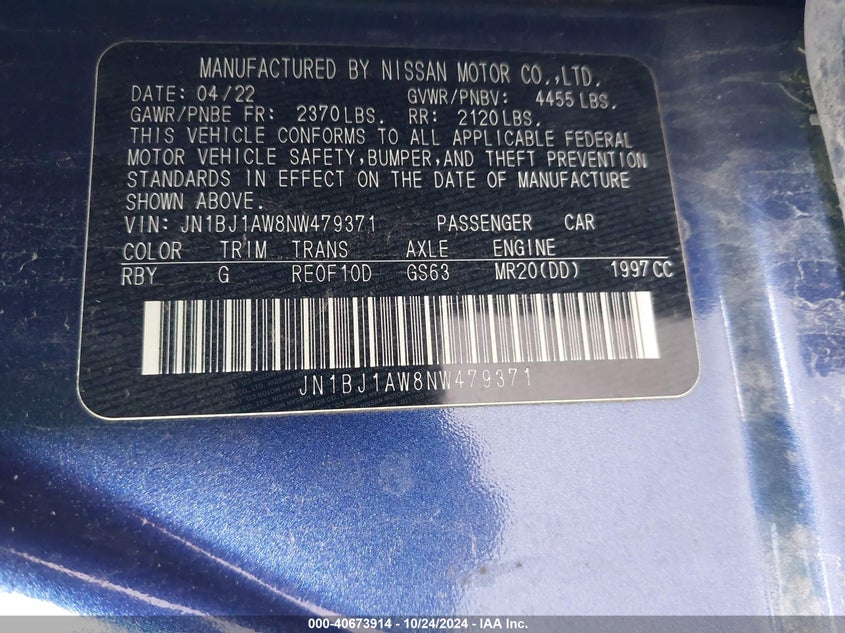 MANUFACTURED BY NISSAN MOTOR CO.,LTD.
DATE: 04/22 GVWR/PNBV: 4455LBS.
GAWR/PNBE FR: 2370LBS. RR: 2120LBS.
THIS VEHICLE CONFORMS TO ALL APPLICABLE FEDERAL
MOTOR VEHICLE SAFETY,BUMPER,AND THEFT PREVENTION
STANDARDS IN EFFECT ON THE DATE OF MANUFACTURE
SHOWN ABOVE.
VIN: JN1BJ1AW8NW479371 PASSENGER CAR
COLOR TRIM TRANS AXLE ENGINE
RBY G RE0F10D GS63 MR20(DD) 1997CC
JN1BJ1AW8NW479371
000-40673914 - 10/24/2024 - IAA Inc.